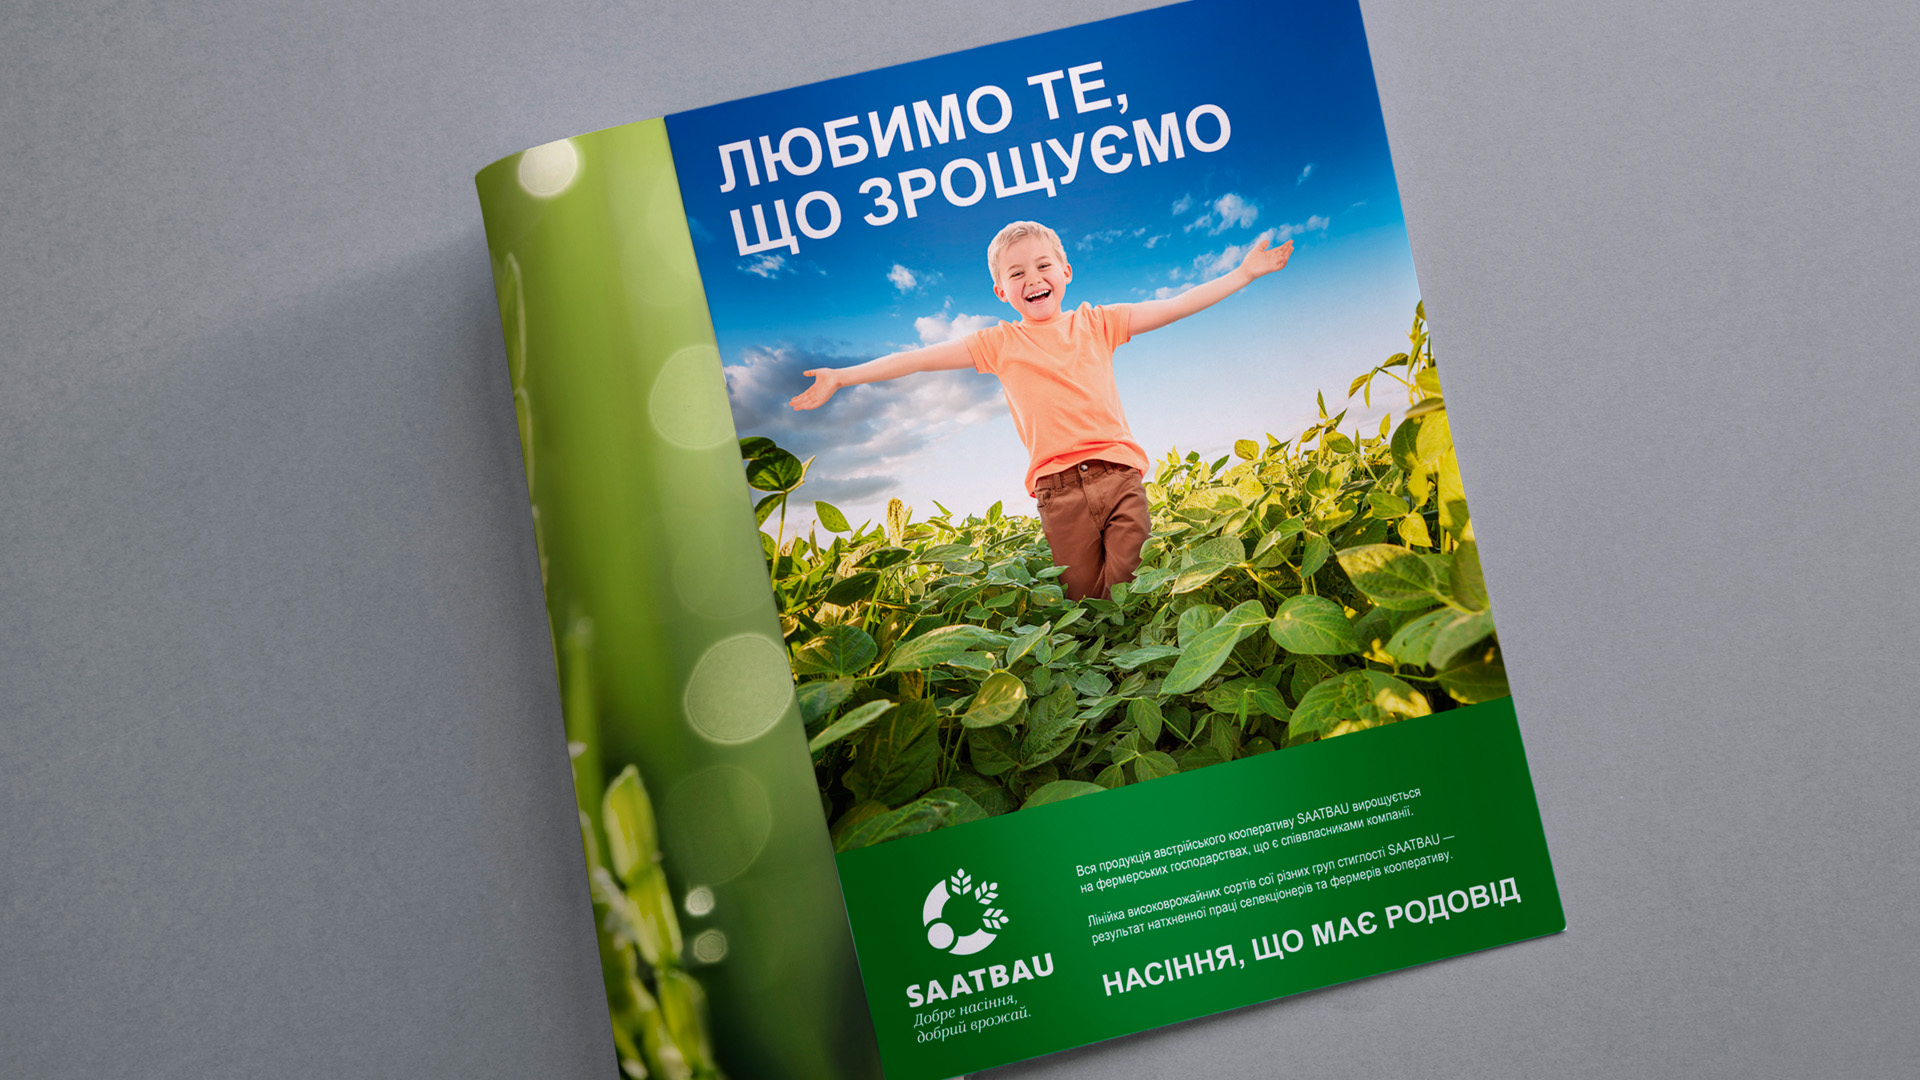 ЛЮБИМО ТЕ,
ЩО ЗРОЩУЄМО
Вся продукція австрійського кооперативу SAATBAU вирощується
на фермерських господарствах, що є співвласниками компанії.
Лінійка високоврожайних сортів сої різних груп стиглості SAATBAU —
результат натхненної праці селекціонерів та фермерів кооперативу.
НАСІННЯ, ЩО МАЄ РОДОВІД
SAATBAU
Добре насіння,
добрий врожай.